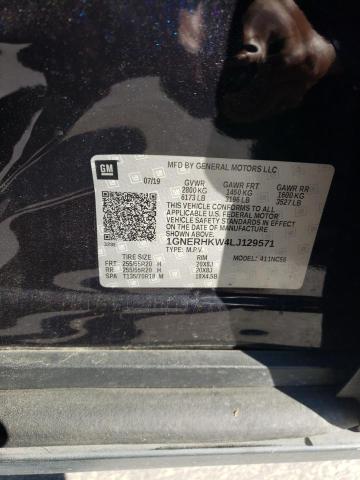 GM
MFD BY GENERAL MOTORS LLC
07/19 GVWR GAWR FRT GAWR RR
2800 KG 1450 KG 1600 KG
6173 LB 3196 LB 3527 LB
THIS VEHICLE CONFORMS TO ALL APPLICABLE
U.S. FEDERAL MOTOR VEHICLE
SAFETY STANDARDS IN
EFFECT ON THE DATE OF MANUFACTURE
SHOWN ABOVE.
1GNERHKW4LJ129571
TYPE: M.P.V. MODEL: 411NC56
TIRE SIZE RIM
FRT 255/55R20 H 20X8J
RR 255/55R20 H 20X8J
SPA T135/70R18 M 18X4.5B